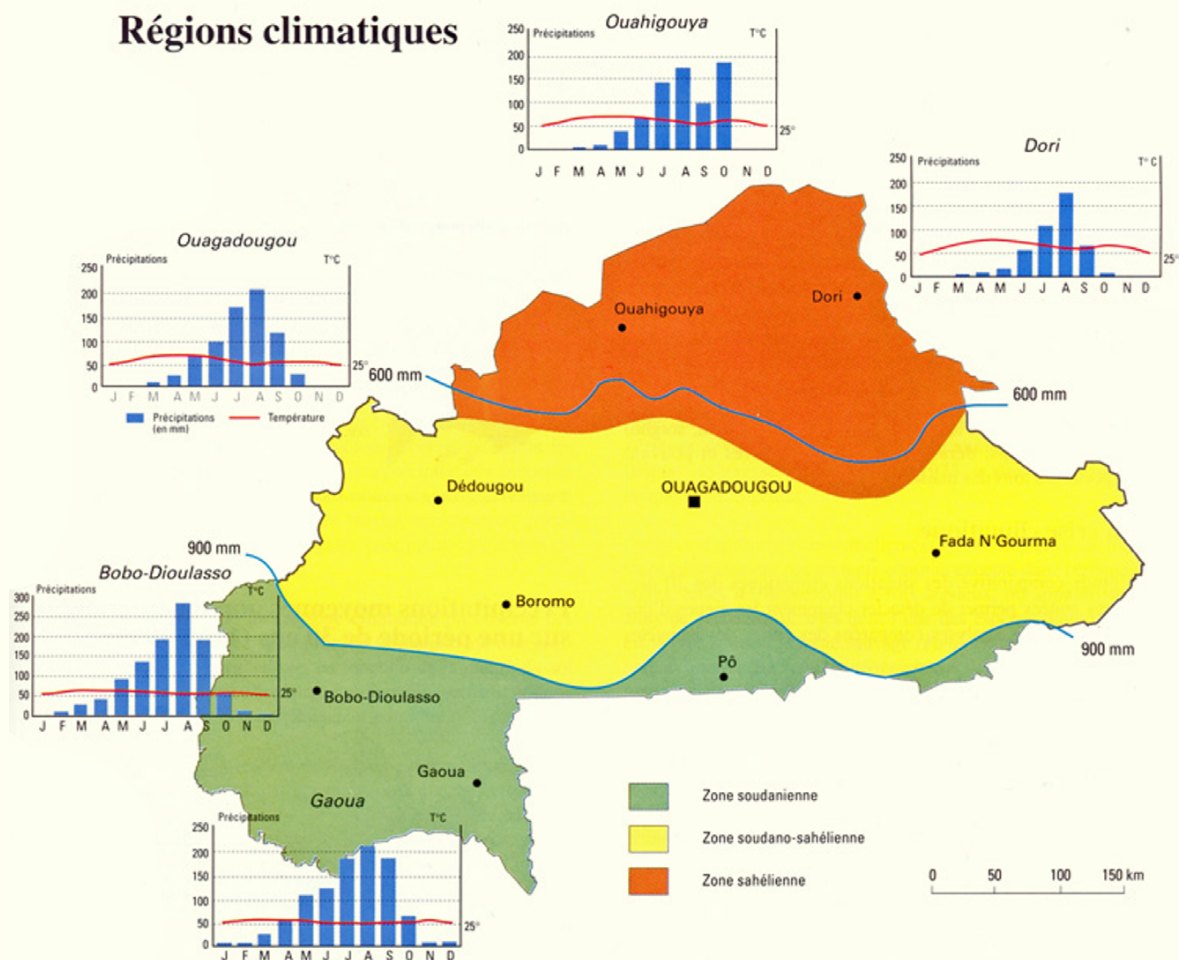 Régions climatiques
Ouahigouya
Précipitations T°C
250
200
150
100
50
0
25°
J F M A M J J A S O N D
Dori
Précipitations T° C
250
200
150
100
50
0
25°
J F M A M J J A S O N D
Ouagadougou
Précipitations T°C
250
200
150
100
50
0
25°
J F M A M J J A S O N D
Précipitations
(en mm)
Température
600 mm
Ouahigouya
Dori
600 mm
Dédougou
OUAGADOUGOU
Fada N'Gourma
900 mm
Boromo
Pô
900 mm
Bobo-Dioulasso
Précipitations T°C
300
250
200
150
100
50
0
25°
J F M A M J J A S O N D
Bobo-Dioulasso
Gaoua
Gaoua
Précipitations T°C
250
200
150
100
50
0
25°
J F M A M J J A S O N D
Zone soudanienne
Zone soudano-sahélienne
Zone sahélienne
0 50 100 150 km